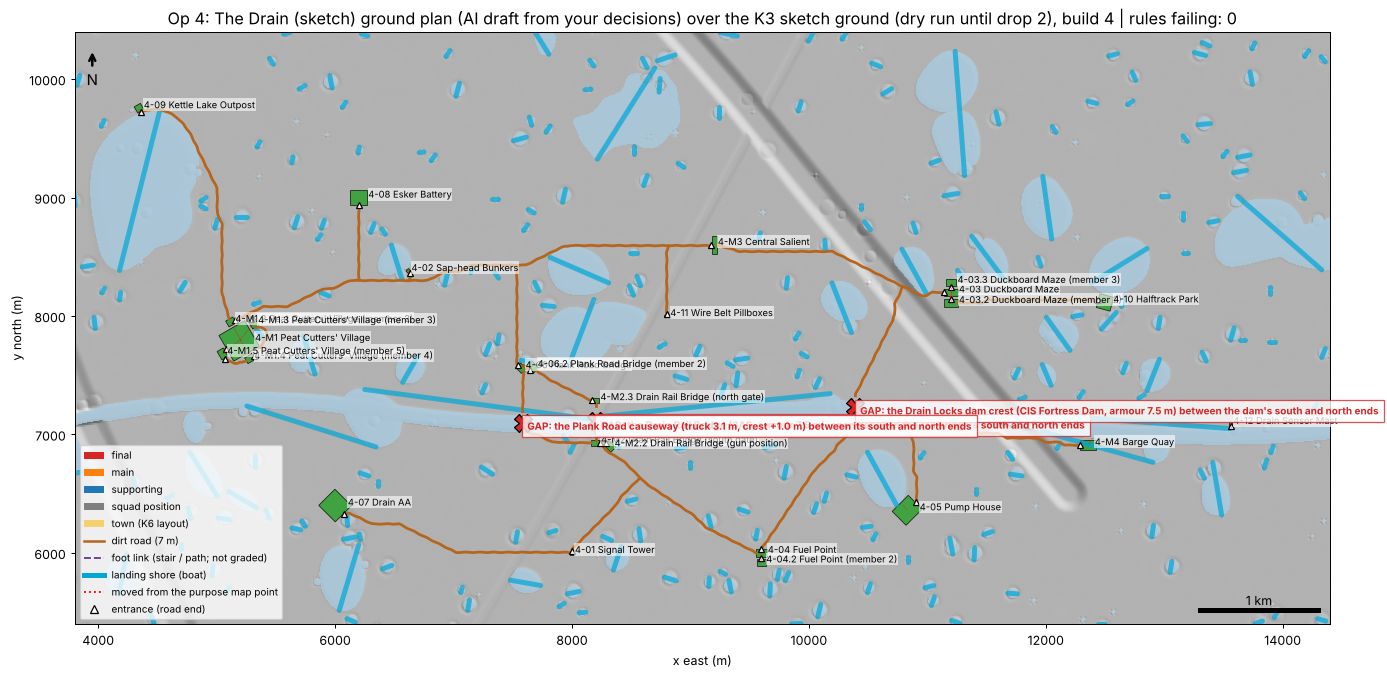 Op 4: The Drain (sketch) ground plan (AI draft from your decisions) over the K3 sketch ground (dry run until drop 2), build 4 | rules failing: 0
N
10000
9000
8000
7000
6000
y north (m)
4-09 Kettle Lake Outpost
4-08 Esker Battery
4-M3 Central Salient
4-02 Sap-head Bunkers
4-03.3 Duckboard Maze (member 3)
4-03 Duckboard Maze
4-03.2 Duckboard Maze (member
4-10 Halftrack Park
4-11 Wire Belt Pillboxes
4-M1.3 Peat Cutters' Village (member 3)
4-M1 Peat Cutters' Village
4-M1.5 Peat Cutters' Village (member 5)
4-M1.4 Peat Cutters' Village (member 4)
4-06.2 Plank Road Bridge (member 2)
4-M2.3 Drain Rail Bridge (north gate)
GAP: the Drain Locks dam crest (CIS Fortress Dam, armour 7.5 m) between the dam's south and north ends
GAP: the Plank Road causeway (track 3.1 m, crest +1.0 m) between its south and north ends
south and north ends
4-M2.2 Drain Rail Bridge (gun position)
4-M4 Barge Quay
4-07 Drain AA
4-05 Pump House
4-01 Signal Tower
4-04 Fuel Point
4-04.2 Fuel Point (member 2)
final
main
supporting
squad position
town (K6 layout)
dirt road (7 m)
foot link (stair / path; not graded)
landing shore (boat)
moved from the purpose map point
entrance (road end)
1 km
4000
6000
8000
10000
12000
14000
x east (m)